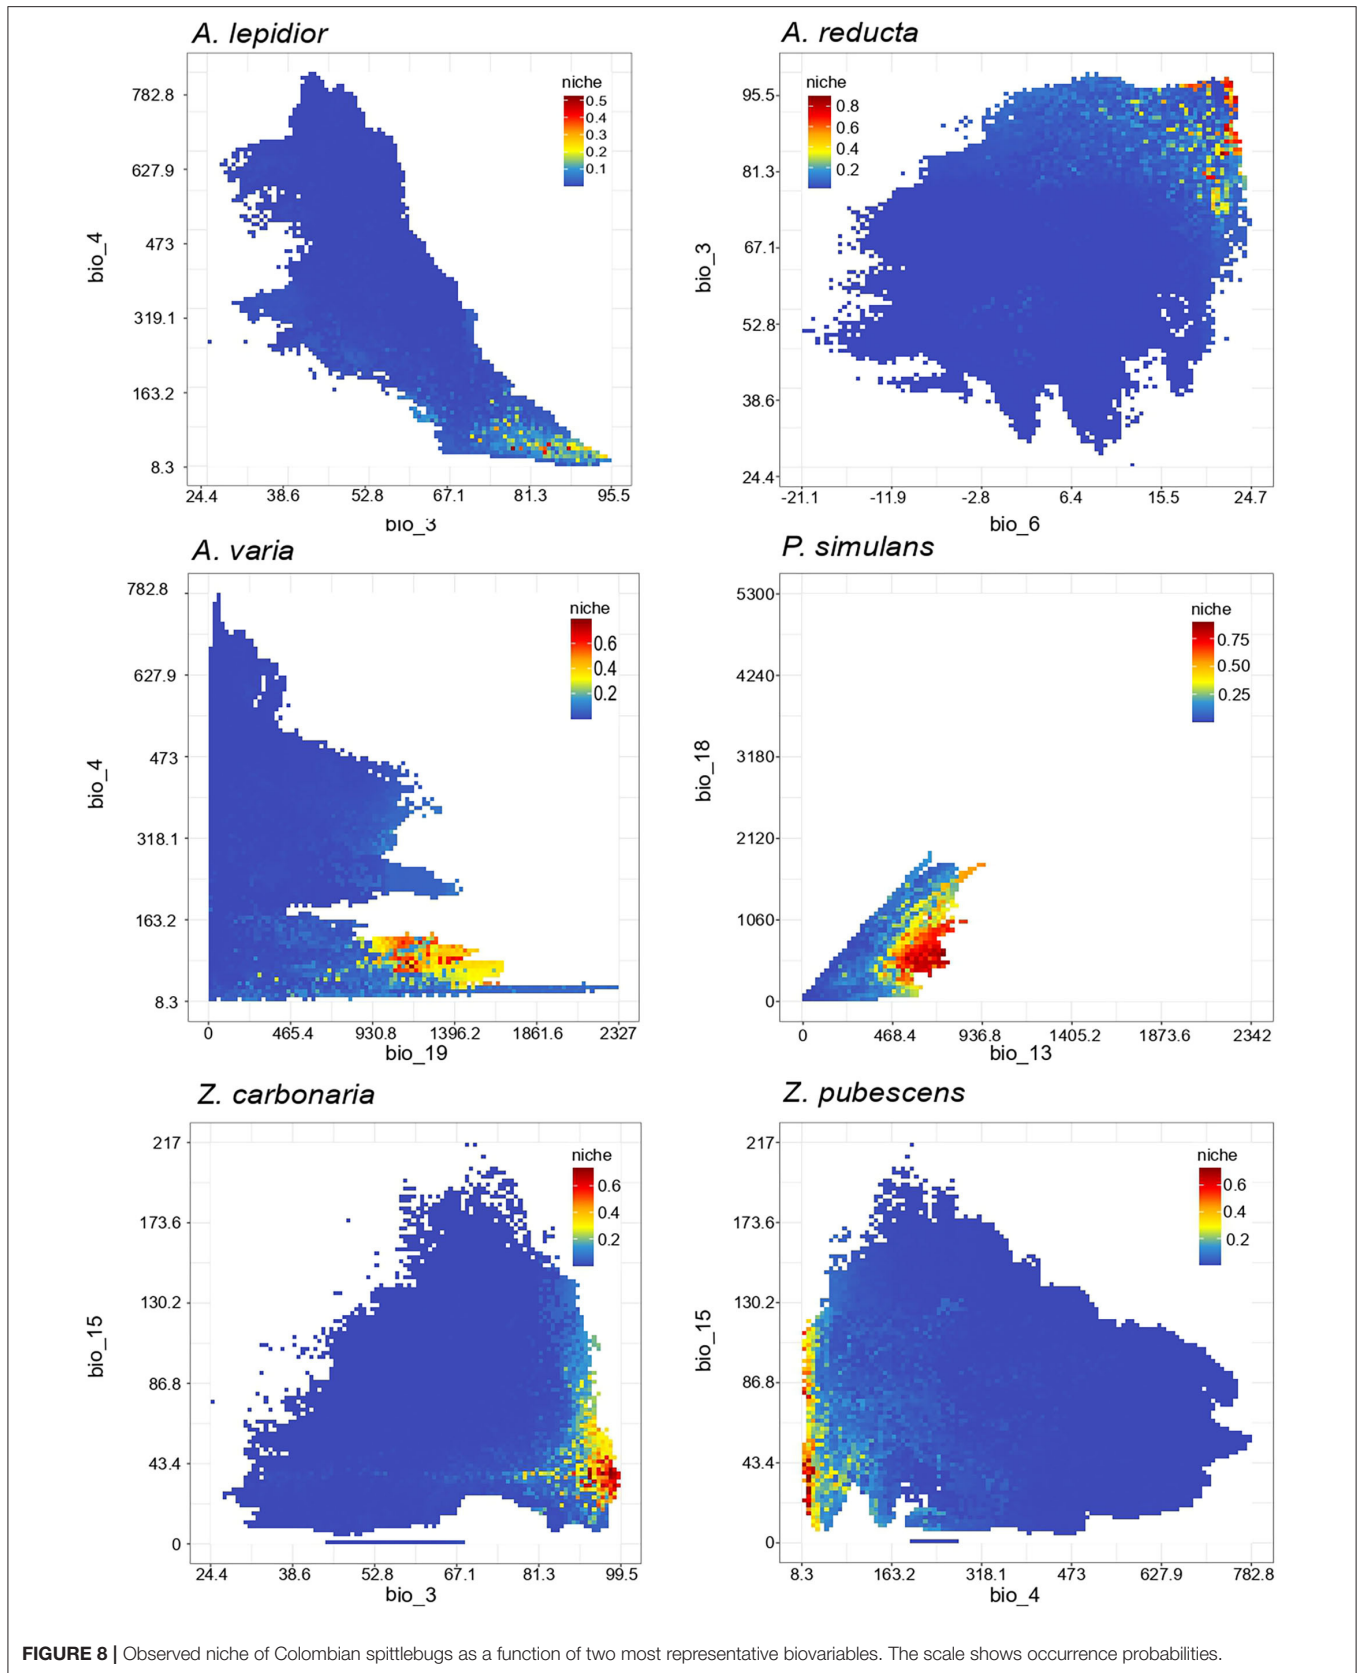 A. lepidior
niche
0.5
0.4
0.3
0.2
0.1
782.8
627.9
473
319.1
163.2
8.3
bio_4
24.4 38.6 52.8 67.1 81.3 95.5
bio_3
A. reducta
niche
0.8
0.6
0.4
0.2
95.5
81.3
67.1
52.8
38.6
24.4
bio_3
-21.1 -11.9 -2.8 6.4 15.5 24.7
bio_6
A. varia
niche
0.6
0.4
0.2
782.8
627.9
473
318.1
163.2
8.3
bio_4
0 465.4 930.8 1396.2 1861.6 2327
bio_19
P. simulans
niche
0.75
0.50
0.25
5300
4240
3180
2120
1060
0
bio_18
0 468.4 936.8 1405.2 1873.6 2342
bio_13
Z. carbonaria
niche
0.6
0.4
0.2
217
173.6
130.2
86.8
43.4
0
bio_15
24.4 38.6 52.8 67.1 81.3 99.5
bio_3
Z. pubescens
niche
0.6
0.4
0.2
217
173.6
130.2
86.8
43.4
0
bio_15
8.3 163.2 318.1 473 627.9 782.8
bio_4
FIGURE 8 | Observed niche of Colombian spittlebugs as a function of two most representative biovariables. The scale shows occurrence probabilities.